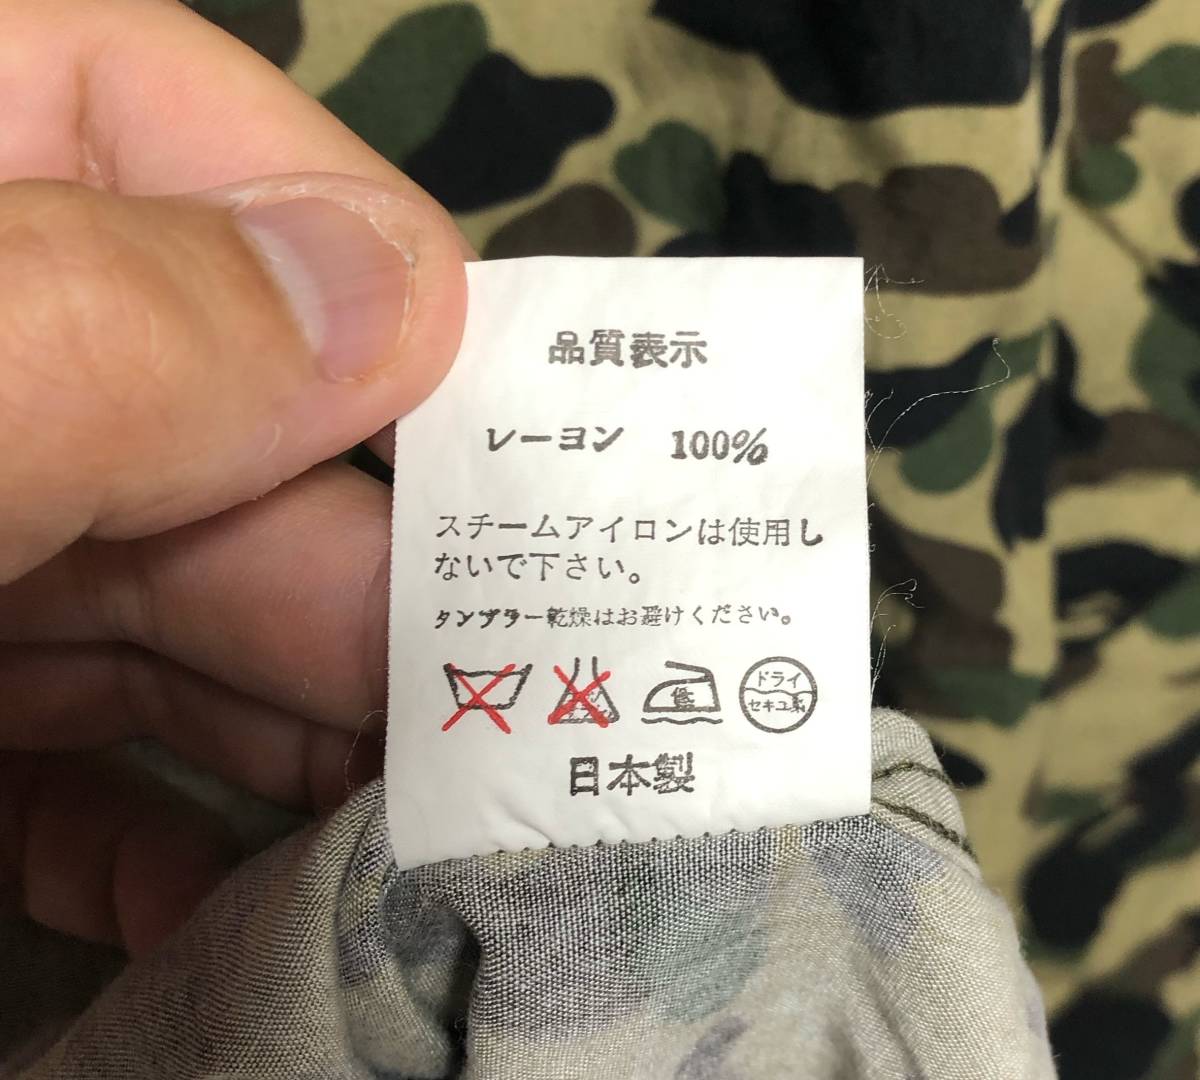 品質表示
レーヨン 100%
スチームアイロンは使用し
ないで下さい。
タンブラー乾燥はお避けください。
低 ドライ
セキユ系
日本製